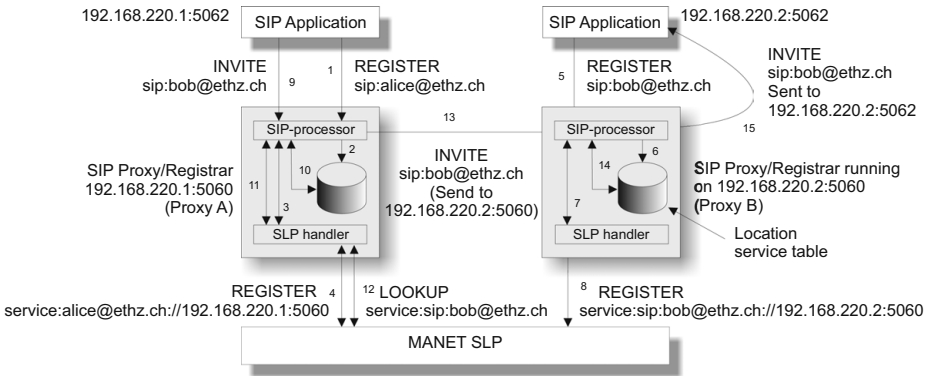 192.168.220.1:5062
SIP Application
SIP Application
192.168.220.2:5062
INVITE
sip:bob@ethz.ch
9
1
REGISTER
sip:alice@ethz.ch
5
REGISTER
sip:bob@ethz.ch
INVITE
sip:bob@ethz.ch
Sent to
192.168.220.2:5062
15
SIP-processor
13
SIP-processor
2
6
10
14
11
3
7
SIP Proxy/Registrar
192.168.220.1:5060
(Proxy A)
INVITE
sip:bob@ethz.ch
(Send to
192.168.220.2:5060)
SIP Proxy/Registrar running
on 192.168.220.2:5060
(Proxy B)
SLP handler
SLP handler
Location
service table
REGISTER
service:alice@ethz.ch://192.168.220.1:5060
4
12
LOOKUP
service:sip:bob@ethz.ch
8
REGISTER
service:sip:bob@ethz.ch://192.168.220.2:5060
MANET SLP